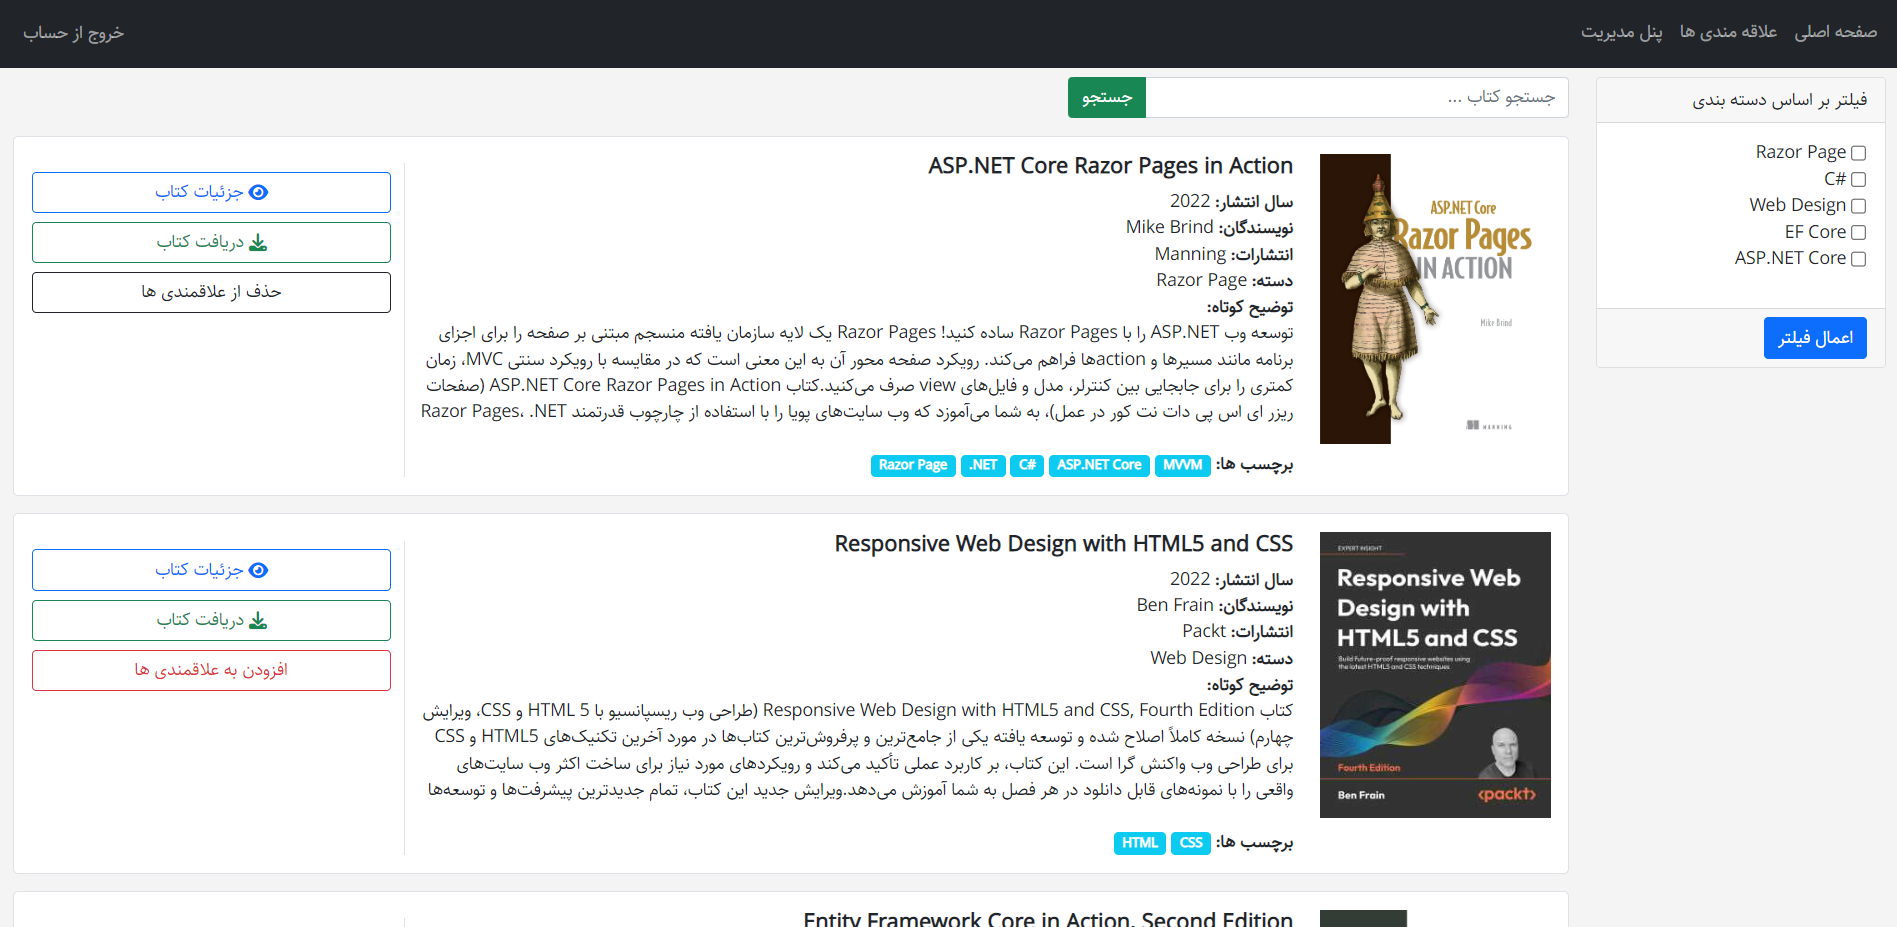 صفحه اصلی
علاقه مندی ها
پنل مدیریت
خروج از حساب
فیلتر بر اساس دسته بندی
Razor Page
C#
Web Design
EF Core
ASP.NET Core
اعمال فیلتر
جستجو کتاب ...
جستجو
ASP.NET Core
Razor Pages
IN ACTION
Mike Brind
MANNING
ASP.NET Core Razor Pages in Action
سال انتشار: 2022
نویسندگان: Mike Brind
انتشارات: Manning
دسته: Razor Page
توضیح کوتاه:
توسعه وب ASP.NET را با Razor Pages ساده کنید! Razor Pages یک لایه سازمان یافته منسجم مبتنی بر صفحه را برای اجزای
برنامه مانند مسیرها و actionها فراهم می‌کند. رویکرد صفحه محور آن به این معنی است که در مقایسه با رویکرد سنتی MVC، زمان
کمتری را برای جابجایی بین کنترلر، مدل و فایل‌های view صرف می‌کنید.کتاب ASP.NET Core Razor Pages in Action (صفحات
ریزر ای اس پی دات نت کور در عمل)، به شما می‌آموزد که وب سایت‌های پویا را با استفاده از چارچوب قدرتمند Razor Pages، .NET
برچسب ها: MVVM ASP.NET Core C# .NET Razor Page
جزئیات کتاب
دریافت کتاب
حذف از علاقمندی ها
EXPERT INSIGHT
Responsive Web
Design with
HTML5 and CSS
Build future-proof responsive websites using
the latest HTML5 and CSS techniques
Fourth Edition
Ben Frain
<packt>
Responsive Web Design with HTML5 and CSS
سال انتشار: 2022
نویسندگان: Ben Frain
انتشارات: Packt
دسته: Web Design
توضیح کوتاه:
کتاب Responsive Web Design with HTML5 and CSS, Fourth Edition (طراحی وب ریسپانسیو با HTML 5 و CSS، ویرایش
چهارم) نسخه کاملاً اصلاح شده و توسعه یافته یکی از جامع‌ترین و پرفروش‌ترین کتاب‌ها در مورد آخرین تکنیک‌های HTML5 و CSS
برای طراحی وب واکنش گرا است. این کتاب، بر کاربرد عملی تأکید می‌کند و رویکردهای مورد نیاز برای ساخت اکثر وب سایت‌های
واقعی را با نمونه‌های قابل دانلود در هر فصل به شما آموزش می‌دهد.ویرایش جدید این کتاب، تمام جدیدترین پیشرفت‌ها و توسعه‌ها
برچسب ها: CSS HTML
جزئیات کتاب
دریافت کتاب
افزودن به علاقمندی ها
Entity Framework Core in Action, Second Edition